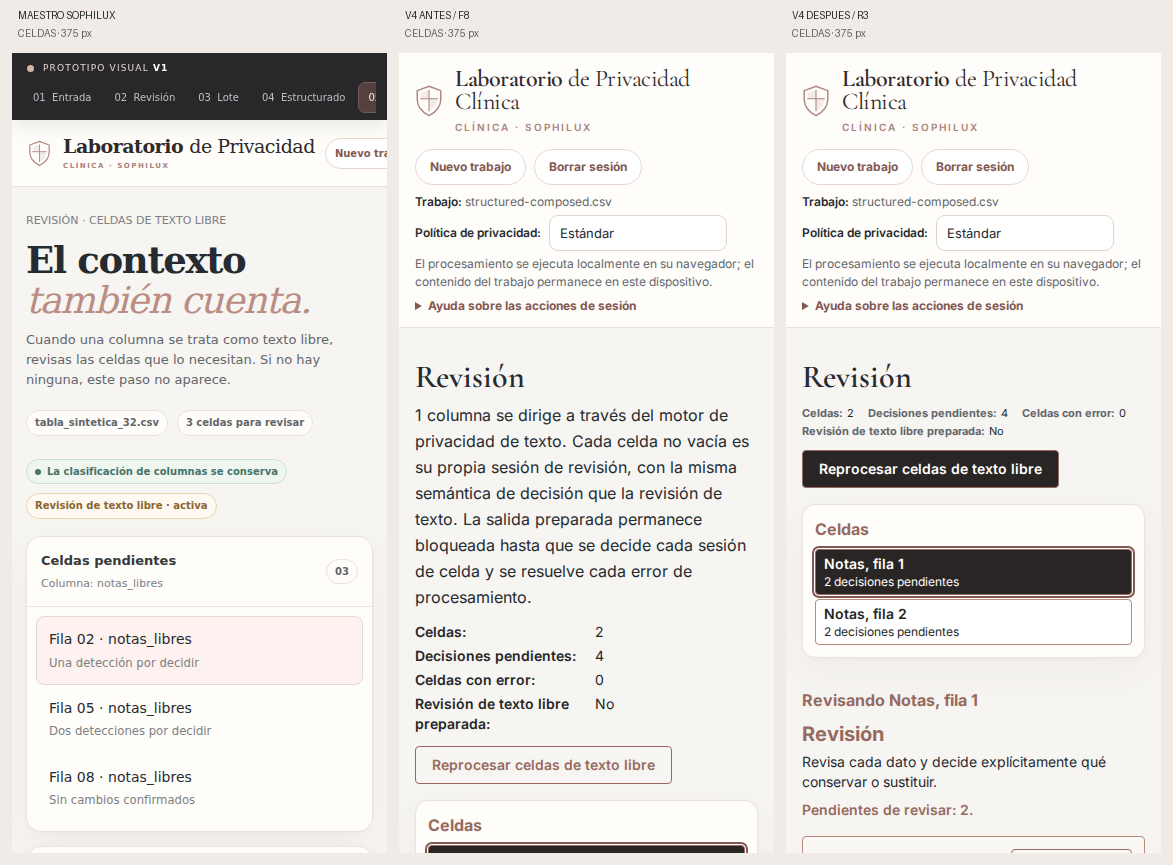 MAESTRO SOPHILUX
CELDAS · 375 px
PROTOTIPO VISUAL V1
01 Entrada
02 Revisión
03 Lote
04 Estructurado
Laboratorio de Privacidad
CLÍNICA · SOPHILUX
REVISIÓN · CELDAS DE TEXTO LIBRE
El contexto
también cuenta.
Cuando una columna se trata como texto libre,
revisas las celdas que lo necesitan. Si no hay
ninguna, este paso no aparece.
tabla_sintetica_32.csv
3 celdas para revisar
La clasificación de columnas se conserva
Revisión de texto libre · activa
Celdas pendientes
Columna: notas_libres
03
Fila 02 · notas_libres
Una detección por decidir
Fila 05 · notas_libres
Dos detecciones por decidir
Fila 08 · notas_libres
Sin cambios confirmados
V4 ANTES / F8
CELDAS · 375 px
Laboratorio de Privacidad
Clínica
CLÍNICA · SOPHILUX
Nuevo trabajo
Borrar sesión
Trabajo: structured-composed.csv
Política de privacidad: Estándar
El procesamiento se ejecuta localmente en su navegador; el
contenido del trabajo permanece en este dispositivo.
Ayuda sobre las acciones de sesión
Revisión
1 columna se dirige a través del motor de
privacidad de texto. Cada celda no vacía es
su propia sesión de revisión, con la misma
semántica de decisión que la revisión de
texto. La salida preparada permanece
bloqueada hasta que se decide cada sesión
de celda y se resuelve cada error de
procesamiento.
Celdas: 2
Decisiones pendientes: 4
Celdas con error: 0
Revisión de texto libre No
preparada:
Reprocesar celdas de texto libre
Celdas
V4 DESPUES / R3
CELDAS · 375 px
Laboratorio de Privacidad
Clínica
CLÍNICA · SOPHILUX
Nuevo trabajo
Borrar sesión
Trabajo: structured-composed.csv
Política de privacidad: Estándar
El procesamiento se ejecuta localmente en su navegador; el
contenido del trabajo permanece en este dispositivo.
Ayuda sobre las acciones de sesión
Revisión
Celdas: 2 Decisiones pendientes: 4 Celdas con error: 0
Revisión de texto libre preparada: No
Reprocesar celdas de texto libre
Celdas
Notas, fila 1
2 decisiones pendientes
Notas, fila 2
2 decisiones pendientes
Revisando Notas, fila 1
Revisión
Revisa cada dato y decide explícitamente qué
conservar o sustituir.
Pendientes de revisar: 2.